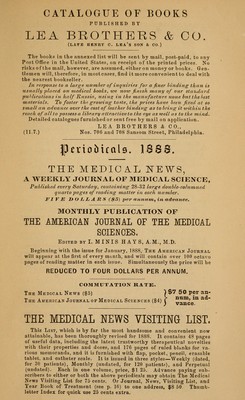 CATALOGUE OF BOOKS
PUBLISHED BY
LEA BROTHERS & CO.
(LATE HENRY C. LEA'S SON & CO.)
The books in the annexed list will be sent by mail, post-paid, to any
Post Office in the United States, on receipt of the printed prices. No
risks of the mail, however, are assumed, either on money or books. Gen-
tlemen will, therefore, in most cases, find it more convenient to deal with
the nearest bookseller.
In response to a large number of inquiries for a finer binding than is
usually placed on medical books, we now finish many of our standard
publications in half Russia, using in the manufacture none but the best
materials. To foster the growing taste, the prices have been fixed at so
small an advance over the cost of leather binding as to bring it within the
reach of all to possess a library attractive to the eye as well as to the mind.
Detailed catalogues furnished or sent free by mail on application.
LEA BROTHERS & CO.
(11.7.) Nos. 706 and 708 Sansom Street, Philadelphia.
Periodicals. 1888.
THE MEDICAL NEWS,
A WEEKLY JOURNAL OF MEDICAL SCIENCE,
Published every Saturday, containing 28-32 large double-columned
quarto pages of reading matter in each number.
FIVE DOLLARS ($5) per annum, in advance.
MONTHLY PUBLICATION OF
THE AMERICAN JOURNAL OF THE MEDICAL
SCIENCES.
EDITED BY I. MINIS HAYS, A.M., M.D.
Beginning with the issue for January, 1888, THE AMERICAN JOURNAL
will appear at the first of every month, and will contain over 100 octavo
pages of reading matter in each issue. Simultaneously the price will be
REDUCED TO FOUR DOLLARS PER ANNUM.
COMMUTATION RATE.
THE MEDICAL NEWS ($5)
THE AMERICAN JOURNAL OF THE MEDICAL SCIENCES ($4)
$7 50 per an-
num, in ad-
vance.
THE MEDICAL NEWS VISITING LIST.
THIS LIST, which is by far the most handsome and convenient now
attainable, has been thoroughly revised for 1888. It contains 48 pages
of useful data, including the latest trustworthy therapeutical novelties
with their properties and doses, and 176 pages of ruled blanks for va-
rious memoranda, and is furnished with flap, pocket, pencil, erasable
tablet, and catheter scale. It is issued in three styles—Weekly (dated,
for 30 patients), Monthly (undated, for 120 patients), and Perpetual
(undated). Each in one volume, price, $1 25. Advance paying sub-
scribers to either or both the above periodicals may obtain The Medical
News Visiting List for 75 cents. Or Journal, News, Visiting List, and
Year Book of Treatment (see p. 16) to one address, $8 50 Thumb-
letter Index for quick use 25 cents extra.